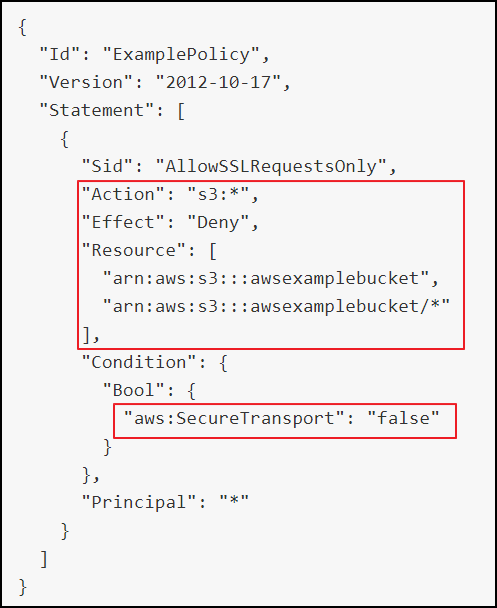 {
"Id": "ExamplePolicy",
"Version": "2012-10-17",
"Statement": [
{
"Sid": "AllowSSLRequestsOnly",
"Action": "s3:*",
"Effect": "Deny",
"Resource": [
"arn:aws:s3:::awsexamplebucket",
"arn:aws:s3:::awsexamplebucket/*"
],
"Condition": {
"Bool": {
"aws:SecureTransport": "false"
}
},
"Principal": "*"
}
]
}